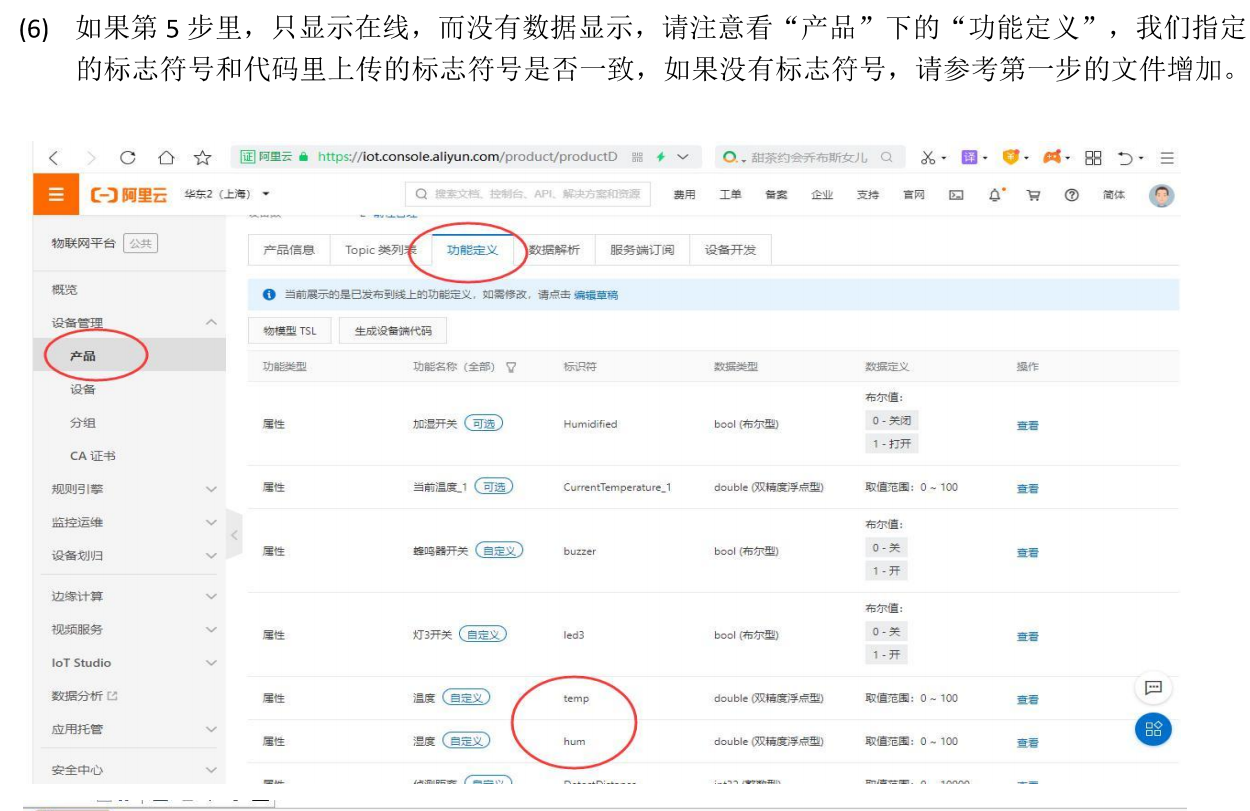 (6) 如果第 5 步里，只显示在线，而没有数据显示，请注意看“产品”下的“功能定义”，我们指定
的标志符号和代码里上传的标志符号是否一致，如果没有标志符号，请参考第一步的文件增加。
证 阿里云 https://iot.console.aliyun.com/product/productD 甜茶约会乔布斯女儿 译
阿里云 华东2（上海） 搜索文档、控制台、API、解决方案和资源 费用 工单 备案 企业 支持 官网 简体
物联网平台 公共
概览
设备管理
产品
设备
分组
CA 证书
规则引擎
监控运维
设备划归
边缘计算
视频服务
IoT Studio
数据分析
应用托管
安全中心
产品信息 Topic 类列表 功能定义 数据解析 服务端订阅 设备开发
当前展示的是已发布到线上的功能定义，如需修改，请点击 编辑草稿
物模型 TSL 生成设备端代码
功能类型 功能名称（全部） 标识符 数据类型 数据定义 操作
属性 加湿开关 可选 Humidified bool (布尔型) 布尔值： 查看
0 - 关闭
1 - 打开
属性 当前温度_1 可选 CurrentTemperature_1 double (双精度浮点型) 取值范围：0 ~ 100 查看
属性 蜂鸣器开关 自定义 buzzer bool (布尔型) 布尔值： 查看
0 - 关
1 - 开
属性 灯3开关 自定义 led3 bool (布尔型) 布尔值： 查看
0 - 关
1 - 开
属性 温度 自定义 temp double (双精度浮点型) 取值范围：0 ~ 100 查看
属性 湿度 自定义 hum double (双精度浮点型) 取值范围：0 ~ 100 查看